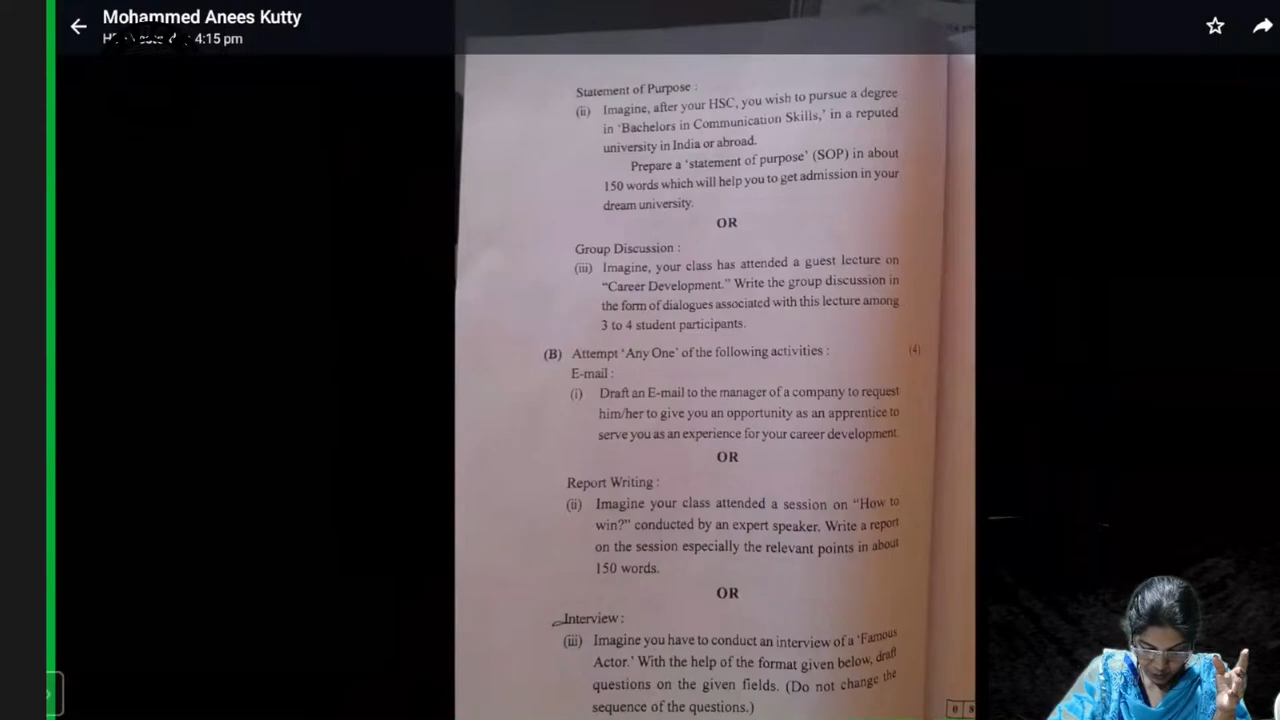 Mohammed Anees Kutty
4:15 pm
Statement of Purpose :
(ii) Imagine, after your HSC, you wish to pursue a degree
in ‘Bachelors in Communication Skills,’ in a reputed
university in India or abroad.
Prepare a ‘statement of purpose’ (SOP) in about
150 words which will help you to get admission in your
dream university.
OR
Group Discussion :
(iii) Imagine, your class has attended a guest lecture on
“Career Development.” Write the group discussion in
the form of dialogues associated with this lecture among
3 to 4 student participants.
(B) Attempt ‘Any One’ of the following activities : (4)
E-mail :
(i) Draft an E-mail to the manager of a company to request
him/her to give you an opportunity as an apprentice to
serve you as an experience for your career development.
OR
Report Writing :
(ii) Imagine your class attended a session on “How to
win?” conducted by an expert speaker. Write a report
on the session especially the relevant points in about
150 words.
OR
Interview :
(iii) Imagine you have to conduct an interview of a ‘Famous
Actor.’ With the help of the format given below, draft
questions on the given fields. (Do not change the
sequence of the questions.)
0 8